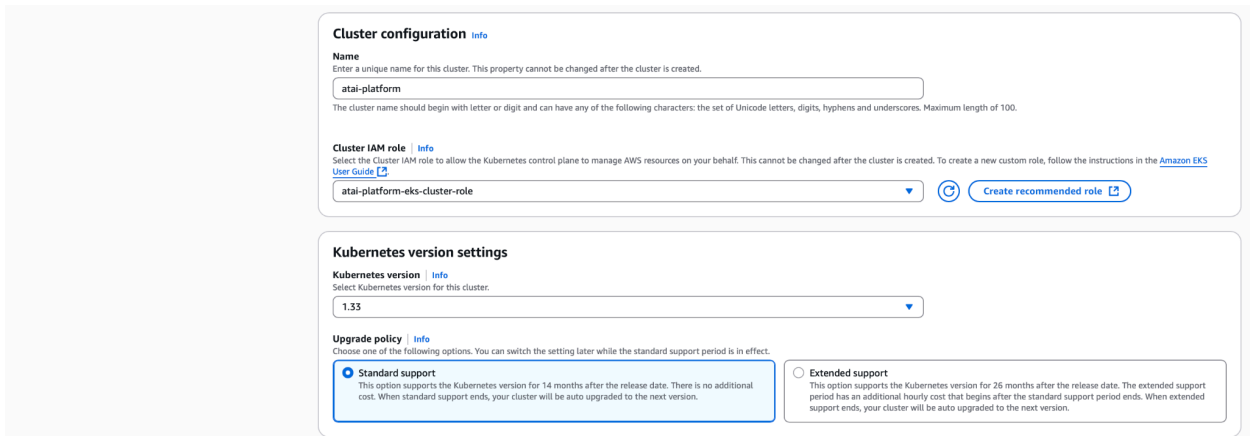 Cluster configuration Info
Name
Enter a unique name for this cluster. This property cannot be changed after the cluster is created.
atai-platform
The cluster name should begin with letter or digit and can have any of the following characters: the set of Unicode letters, digits, hyphens and underscores. Maximum length of 100.
Cluster IAM role Info
Select the Cluster IAM role to allow the Kubernetes control plane to manage AWS resources on your behalf. This cannot be changed after the cluster is created. To create a new custom role, follow the instructions in the Amazon EKS
User Guide.
atai-platform-eks-cluster-role
Create recommended role
Kubernetes version settings
Kubernetes version Info
Select Kubernetes version for this cluster.
1.33
Upgrade policy Info
Choose one of the following options. You can switch the setting later while the standard support period is in effect.
Standard support
This option supports the Kubernetes version for 14 months after the release date. There is no additional
cost. When standard support ends, your cluster will be auto upgraded to the next version.
Extended support
This option supports the Kubernetes version for 26 months after the release date. The extended support
period has an additional hourly cost that begins after the standard support period ends. When extended
support ends, your cluster will be auto upgraded to the next version.